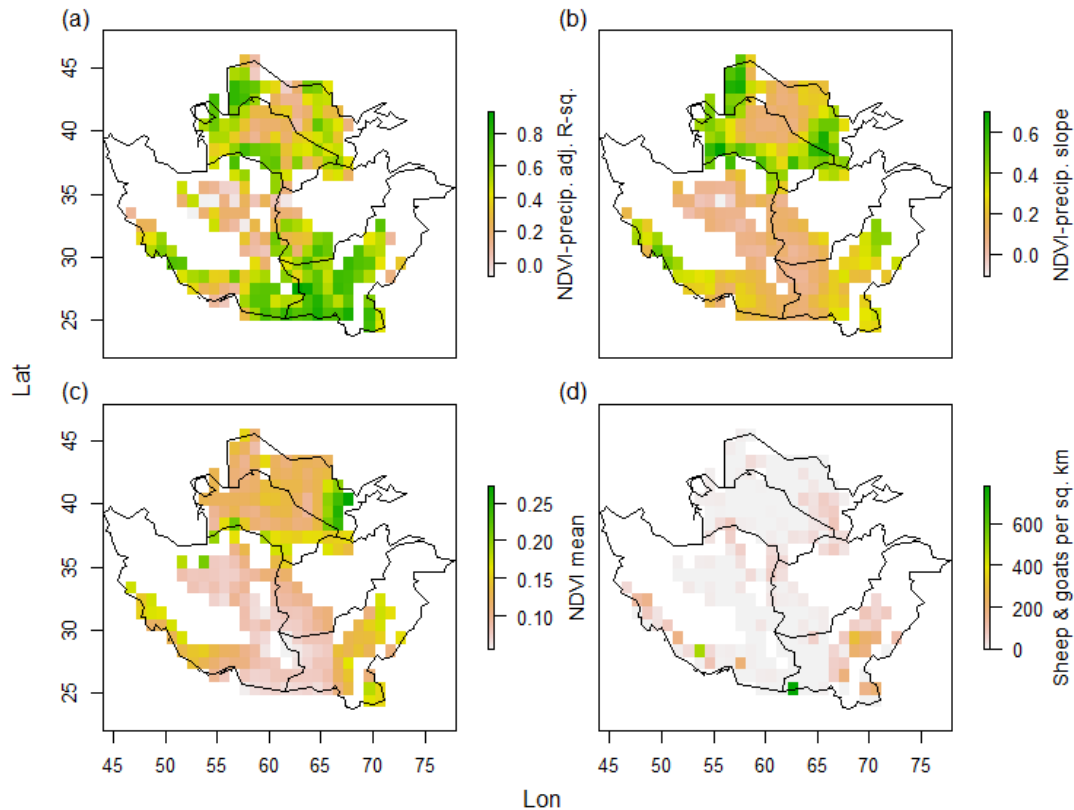 (a)
(b)
45
40
35
30
25
0.8
0.6
0.4
0.2
0.0
NDVI-precip. adj. R-sq.
0.6
0.4
0.2
0.0
NDVI-precip. slope
Lat
(c)
(d)
45
40
35
30
25
0.25
0.20
0.15
0.10
NDVI mean
600
400
200
0
Sheep & goats per sq. km
45 50 55 60 65 70 75
45 50 55 60 65 70 75
Lon